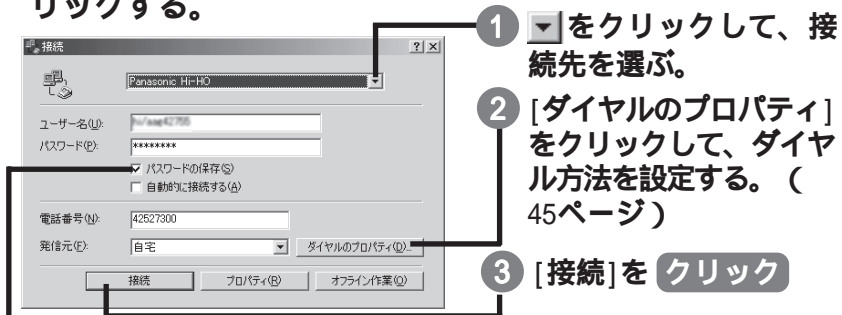 リックする。
接続
Panasonic Hi-HO
ユーザー名(U):
パスワード(P): ********
パスワードの保存(S)
自動的に接続する(A)
電話番号(N): 42527300
発信元(F): 自宅 ダイヤルのプロパティ(D)...
接続 プロパティ(R) オフライン作業(O)
1 をクリックして、接
続先を選ぶ。
2 [ダイヤルのプロパティ]
をクリックして、ダイヤ
ル方法を設定する。 (
45ページ )
3 [接続]を クリック